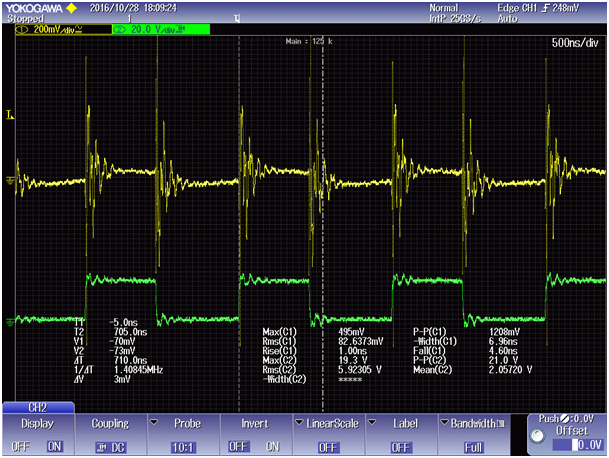 YOKOGAWA 2016/10/28 18:09:24 Normal Edge CH1 248mV
Stopped 1 IntP 2.5GS/s Auto
1 200mV/div 2 20.0 V/div
Main : 125 k 500ns/div
T1 -5.0ns
T2 705.0ns Max(C1) 495mV P-P(C1) 1208mV
V1 -70mV Rms(C1) 82.6373mV -Width(C1) 6.96ns
V2 -73mV Rise(C1) 1.00ns Fall(C1) 4.60ns
ΔT 710.0ns Max(C2) 19.3 V P-P(C2) 21.0 V
1/ΔT 1.40845MHz Rms(C2) 5.92305 V Mean(C2) 2.05720 V
ΔV 3mV -Width(C2) *****
CH2
Display Coupling Probe Invert LinearScale Label Bandwidth Push :0.0V
Offset
OFF ON DC 10:1 OFF ON OFF OFF Full 0.0V